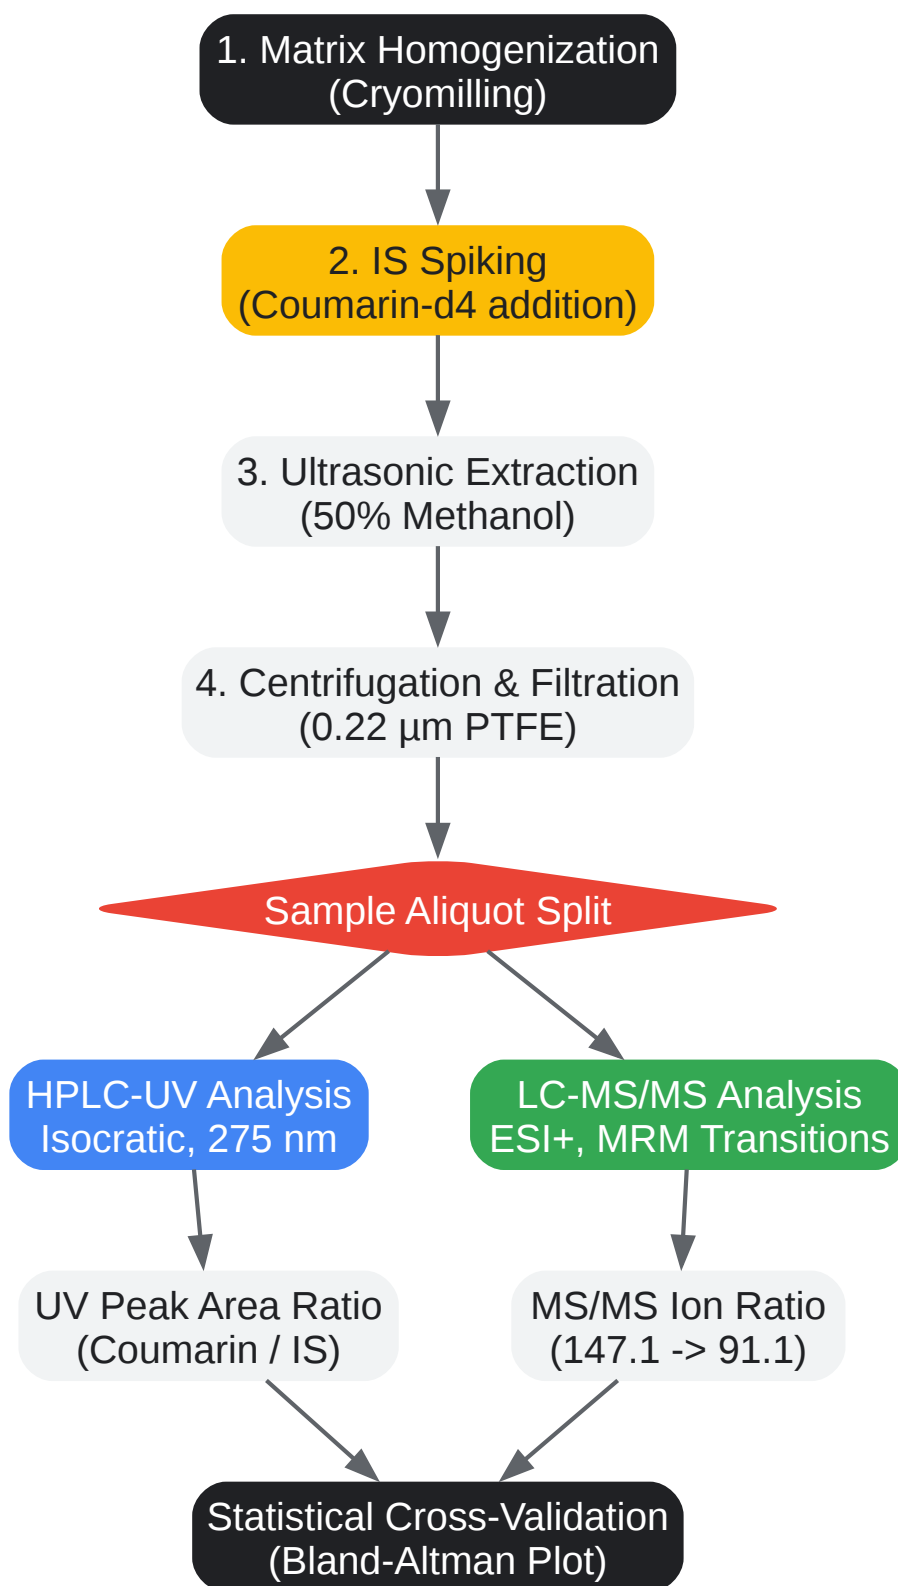 1. Matrix Homogenization
(Cryomilling)
2. IS Spiking
(Coumarin-d4 addition)
3. Ultrasonic Extraction
(50% Methanol)
4. Centrifugation & Filtration
(0.22 µm PTFE)
Sample Aliquot Split
HPLC-UV Analysis
Isocratic, 275 nm
LC-MS/MS Analysis
ESI+, MRM Transitions
UV Peak Area Ratio
(Coumarin / IS)
MS/MS Ion Ratio
(147.1 -> 91.1)
Statistical Cross-Validation
(Bland-Altman Plot)